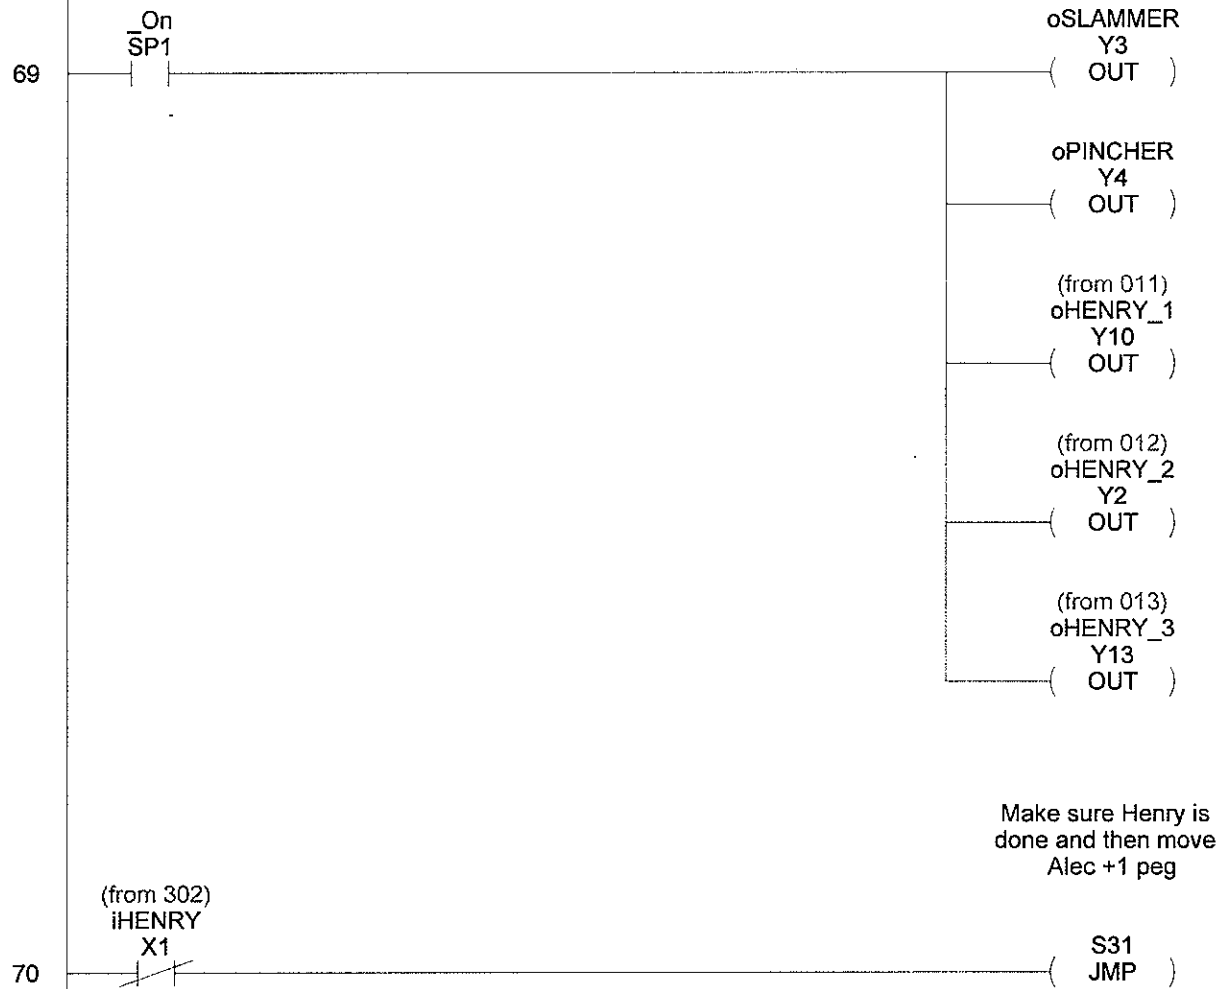 _On
SP1
69
oSLAMMER
Y3
OUT
oPINCHER
Y4
OUT
(from 011)
oHENRY_1
Y10
OUT
(from 012)
oHENRY_2
Y2
OUT
(from 013)
oHENRY_3
Y13
OUT
Make sure Henry is
done and then move
Alec +1 peg
(from 302)
iHENRY
X1
70
S31
JMP